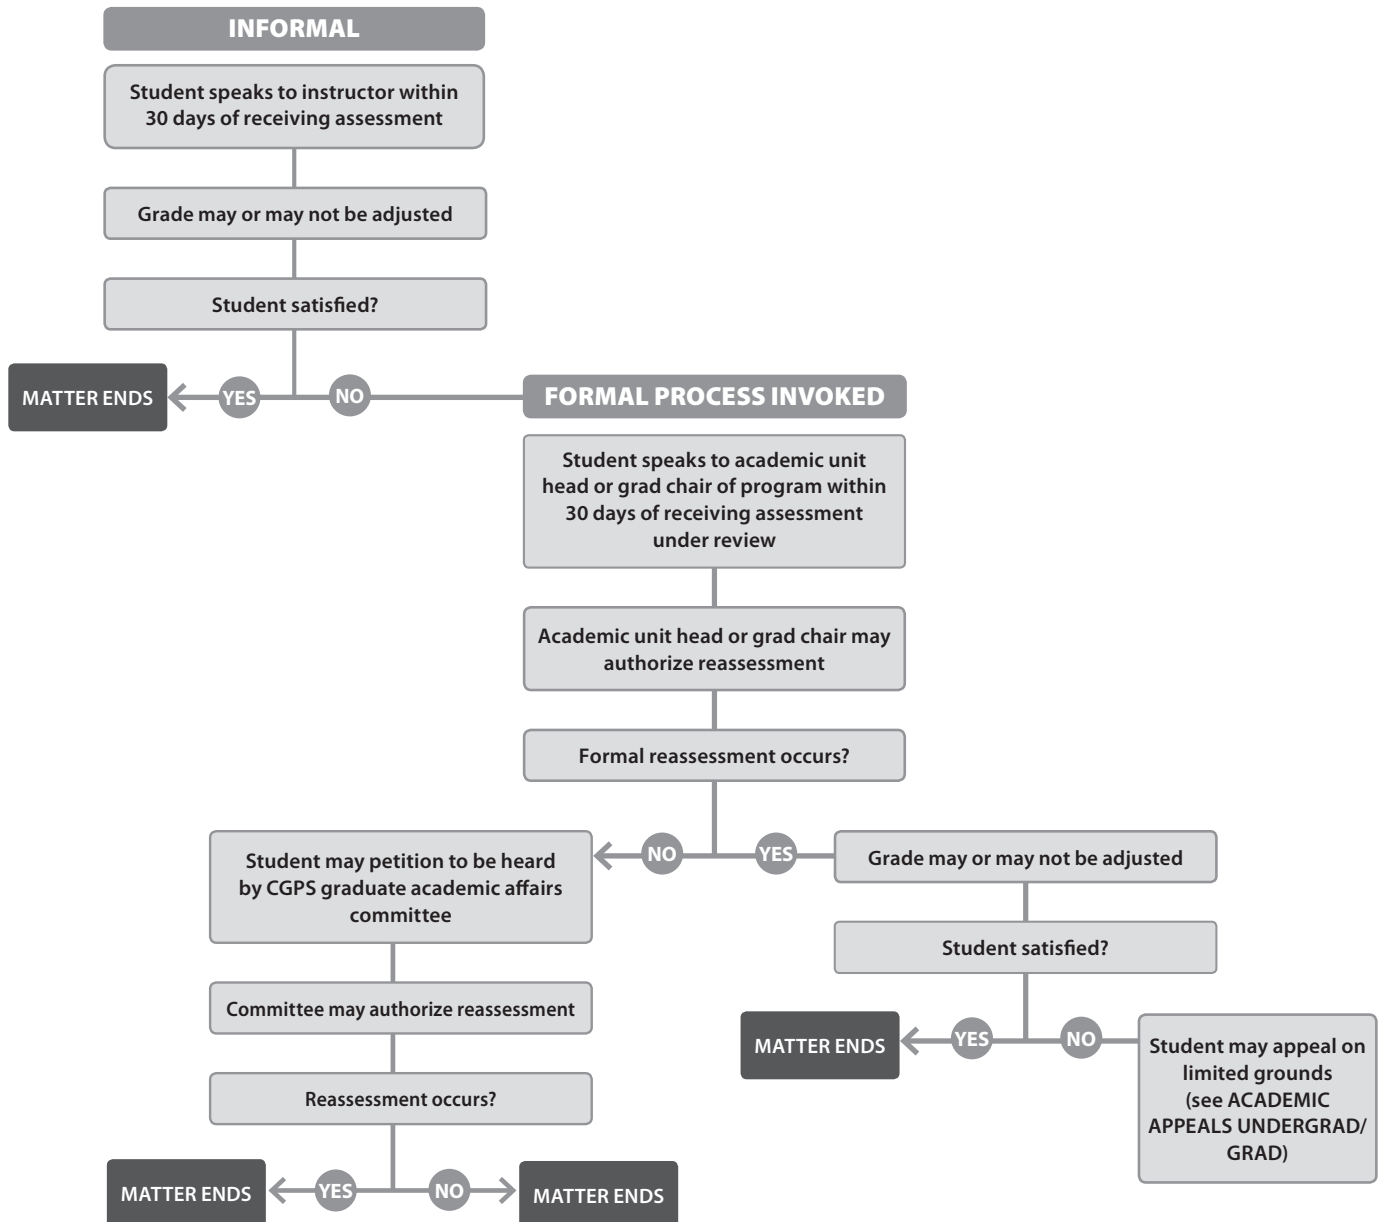 INFORMAL
Student speaks to instructor within
30 days of receiving assessment
Grade may or may not be adjusted
Student satisfied?
MATTER ENDS
YES
NO
FORMAL PROCESS INVOKED
Student speaks to academic unit
head or grad chair of program within
30 days of receiving assessment
under review
Academic unit head or grad chair may
authorize reassessment
Formal reassessment occurs?
NO
YES
Student may petition to be heard
by CGPS graduate academic affairs
committee
Committee may authorize reassessment
Reassessment occurs?
MATTER ENDS
YES
NO
MATTER ENDS
Grade may or may not be adjusted
Student satisfied?
MATTER ENDS
YES
NO
Student may appeal on
limited grounds
(see ACADEMIC
APPEALS UNDERGRAD/
GRAD)